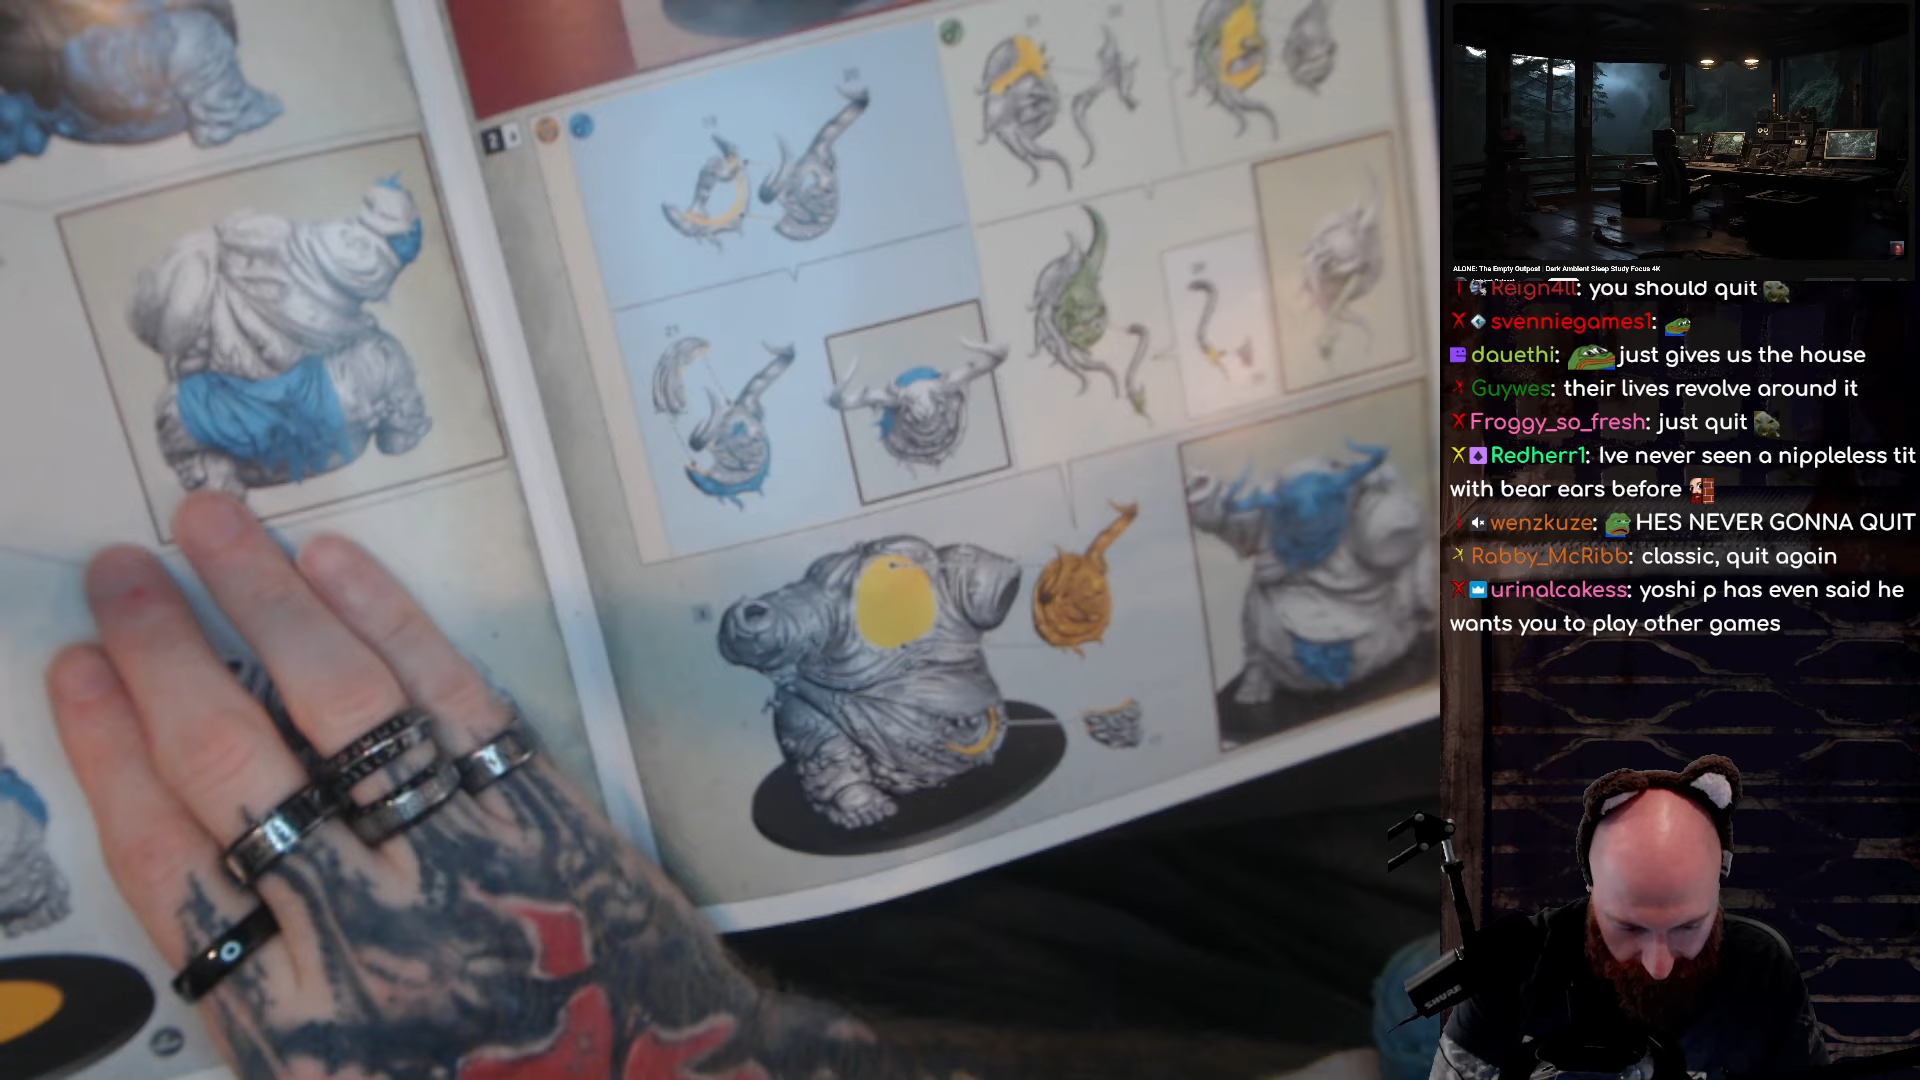 2
ALONE: The Empty Outpost | Dark Ambient Sleep Study Focus 4K
Reign4ll: you should quit
svenniegames1:
dauethi: just gives us the house
Guywes: their lives revolve around it
Froggy_so_fresh: just quit
Redherr1: Ive never seen a nippleless tit
with bear ears before
wenzkuze: HES NEVER GONNA QUIT
Rabby_McRibb: classic, quit again
urinalcakess: yoshi p has even said he
wants you to play other games
SHURE